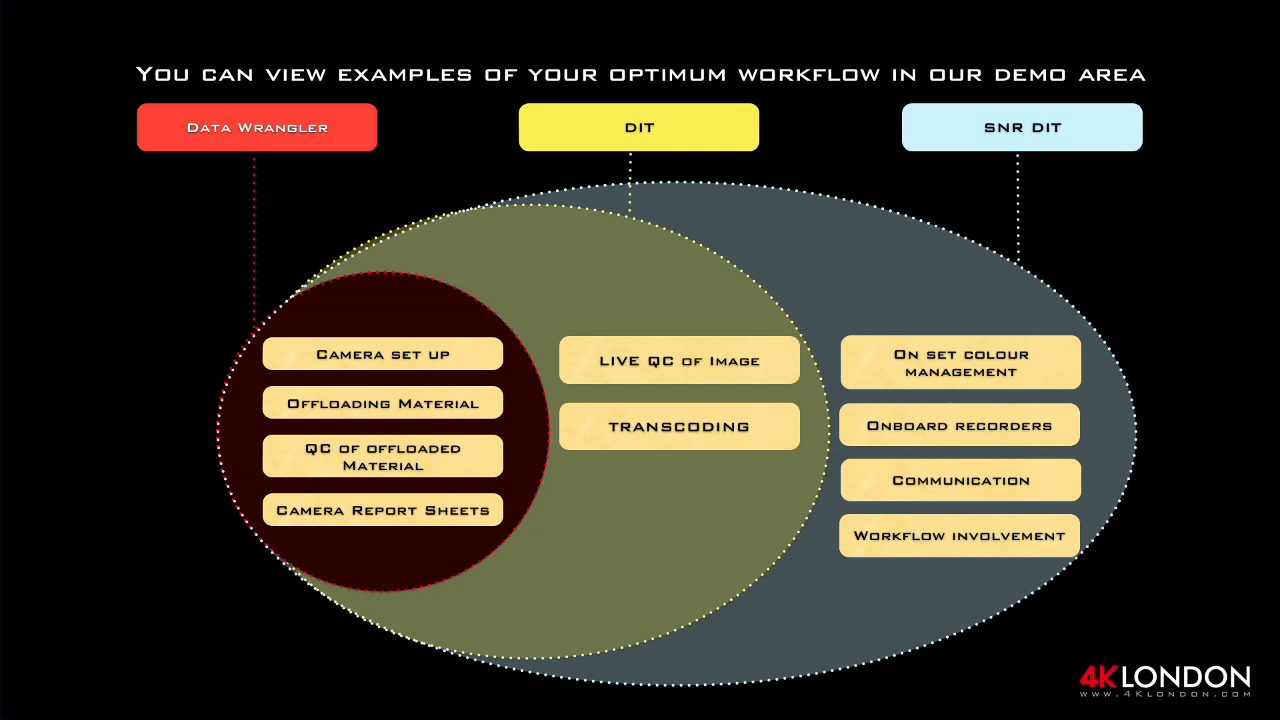 You can view examples of your optimum workflow in our demo area
Data Wrangler
DIT
SNR DIT
Camera set up
Offloading Material
QC of offloaded
Material
Camera Report Sheets
LIVE QC of Image
TRANSCODING
On set colour
management
Onboard recorders
Communication
Workflow involvement
4KLONDON
www.4Klondon.com